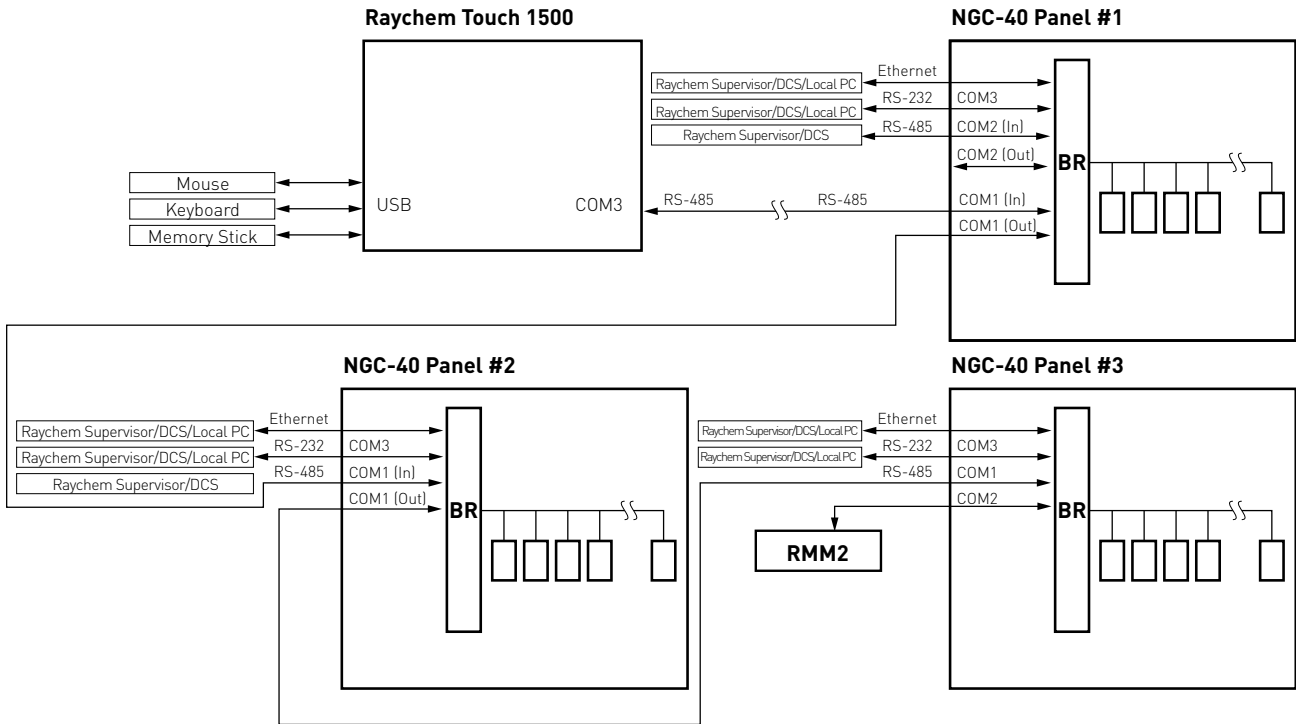 Raychem Touch 1500
NGC-40 Panel #1
Raychem Supervisor/DCS/Local PC
Ethernet
Raychem Supervisor/DCS/Local PC
RS-232
COM3
Raychem Supervisor/DCS
RS-485
COM2 (In)
COM2 (Out)
BR
Mouse
Keyboard
Memory Stick
USB
COM3
RS-485
RS-485
COM1 (In)
COM1 (Out)
NGC-40 Panel #2
Raychem Supervisor/DCS/Local PC
Ethernet
Raychem Supervisor/DCS/Local PC
RS-232
COM3
Raychem Supervisor/DCS
RS-485
COM1 (In)
COM1 (Out)
BR
NGC-40 Panel #3
Raychem Supervisor/DCS/Local PC
Ethernet
Raychem Supervisor/DCS/Local PC
RS-232
COM3
RS-485
COM1
COM2
BR
RMM2